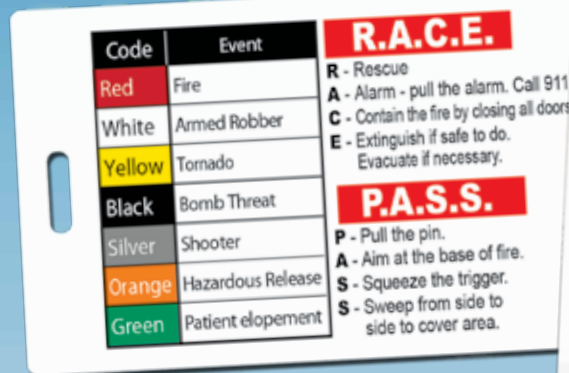 Code Event
Red Fire
White Armed Robber
Yellow Tornado
Black Bomb Threat
Silver Shooter
Orange Hazardous Release
Green Patient elopement
R.A.C.E.
R - Rescue
A - Alarm - pull the alarm. Call 911
C - Contain the fire by closing all doors
E - Extinguish if safe to do.
Evacuate if necessary.
P.A.S.S.
P - Pull the pin.
A - Aim at the base of fire.
S - Squeeze the trigger.
S - Sweep from side to
side to cover area.